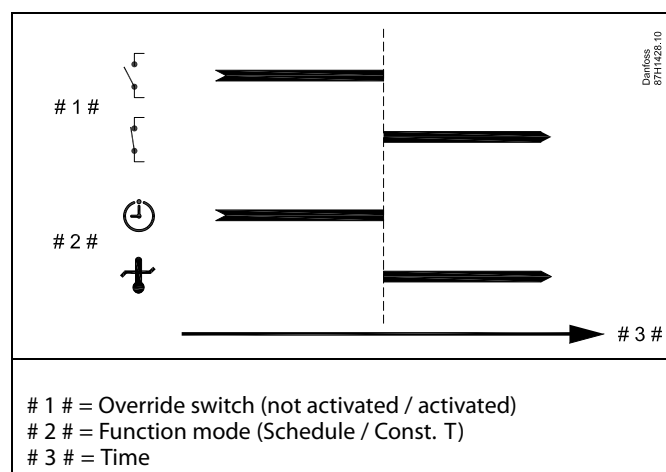 Danfoss
87H1428.10
# 1 #
# 2 #
# 3 #
# 1 # = Override switch (not activated / activated)
# 2 # = Function mode (Schedule / Const. T)
# 3 # = Time